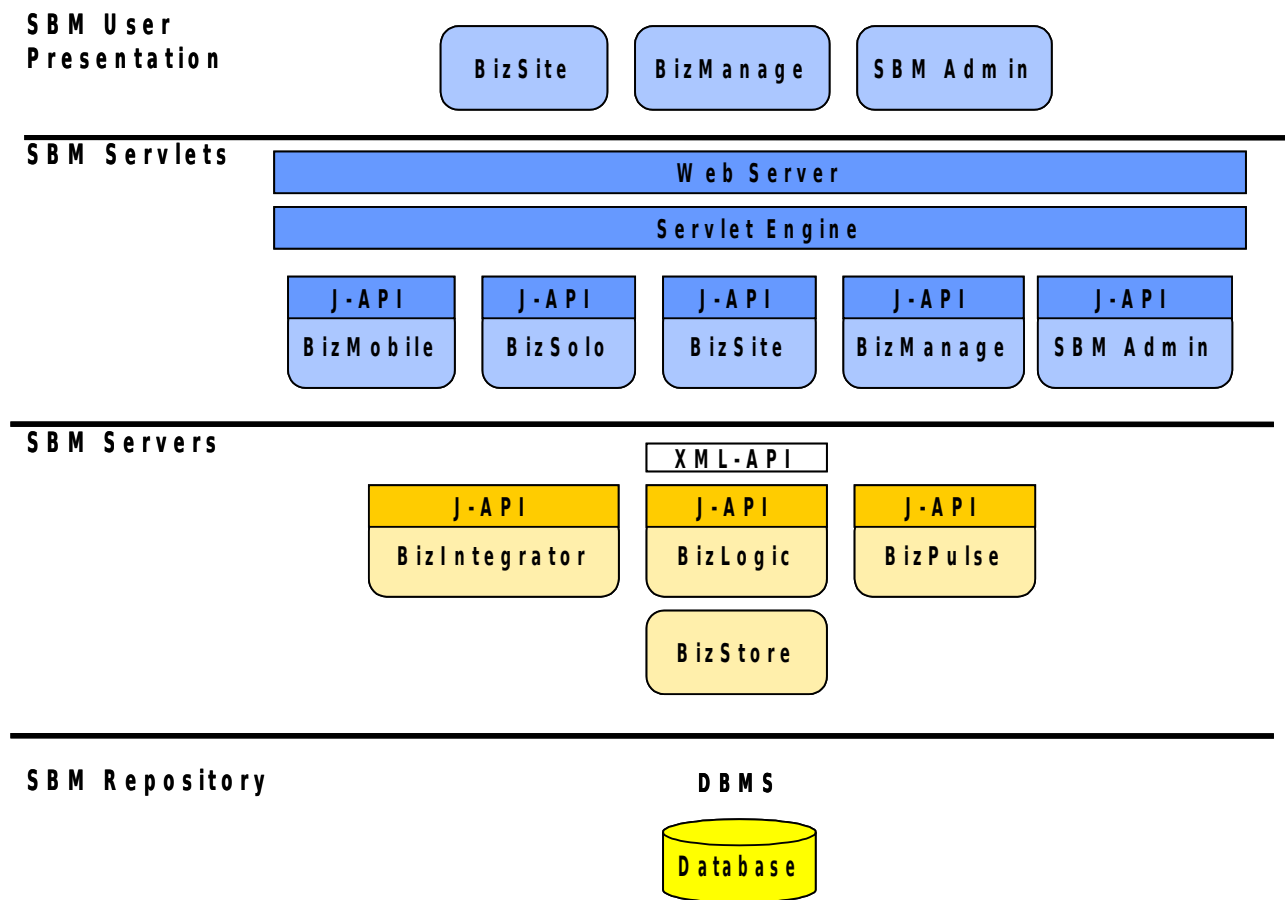 SBM User
Presentation
BizSite
BizManage
SBM Admin
SBM Servlets
Web Server
Servlet Engine
J-API
J-API
J-API
J-API
J-API
BizMobile
BizSolo
BizSite
BizManage
SBM Admin
SBM Servers
XML-API
J-API
J-API
J-API
BizIntegrator
BizLogic
BizPulse
BizStore
SBM Repository
DBMS
Database